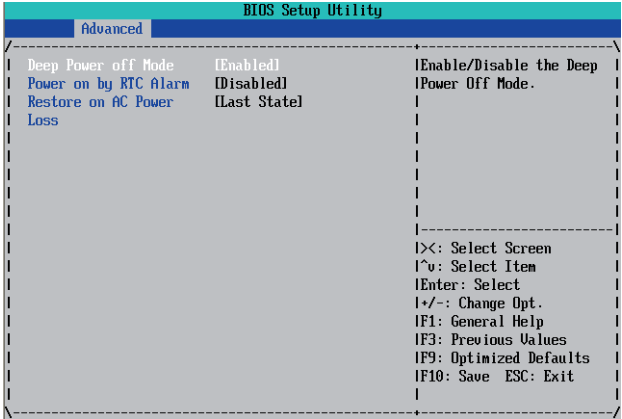 BIOS Setup Utility
Advanced
Deep Power off Mode [Enabled]
Power on by RTC Alarm [Disabled]
Restore on AC Power [Last State]
Loss
Enable/Disable the Deep
Power Off Mode.
><: Select Screen
^v: Select Item
Enter: Select
+/-: Change Opt.
F1: General Help
F3: Previous Values
F9: Optimized Defaults
F10: Save ESC: Exit